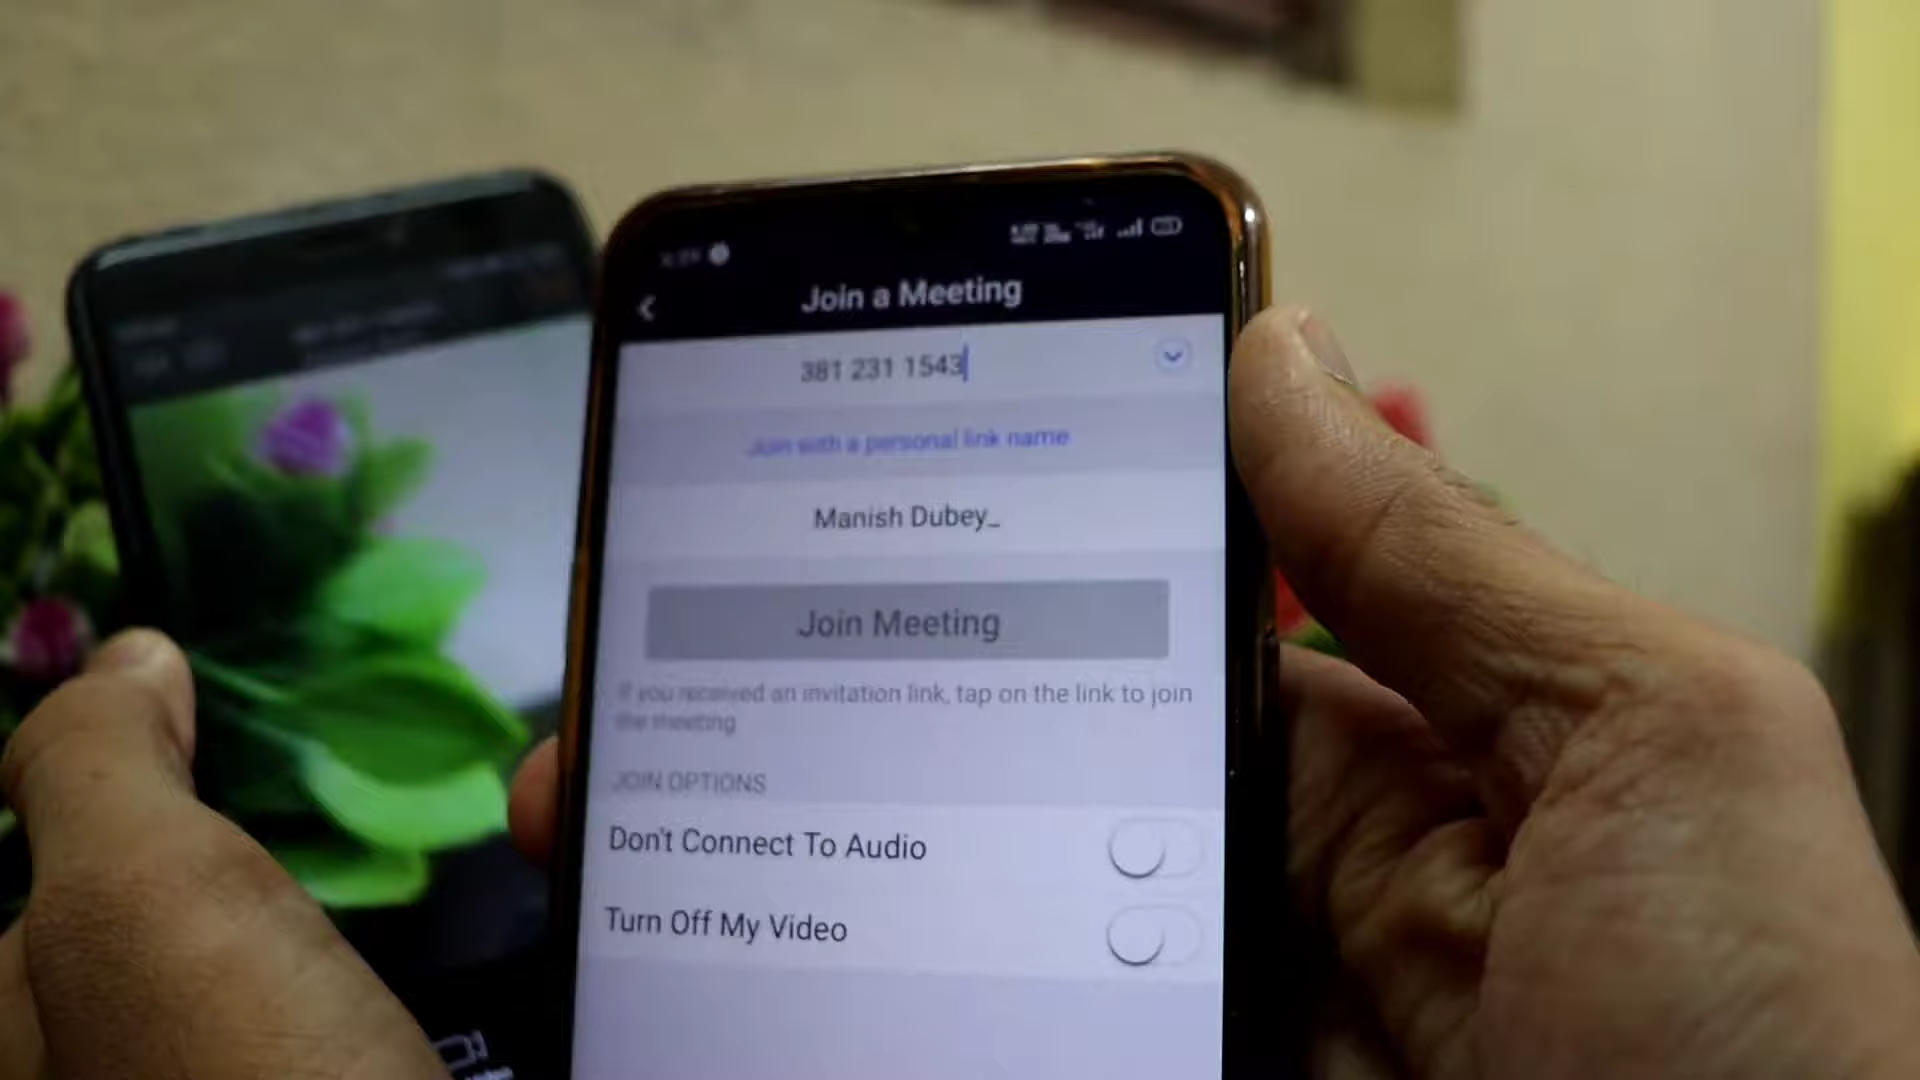 Join a Meeting
381 231 1543
Join with a personal link name
Manish Dubey_
Join Meeting
If you received an invitation link, tap on the link to join
the meeting
JOIN OPTIONS
Don't Connect To Audio
Turn Off My Video